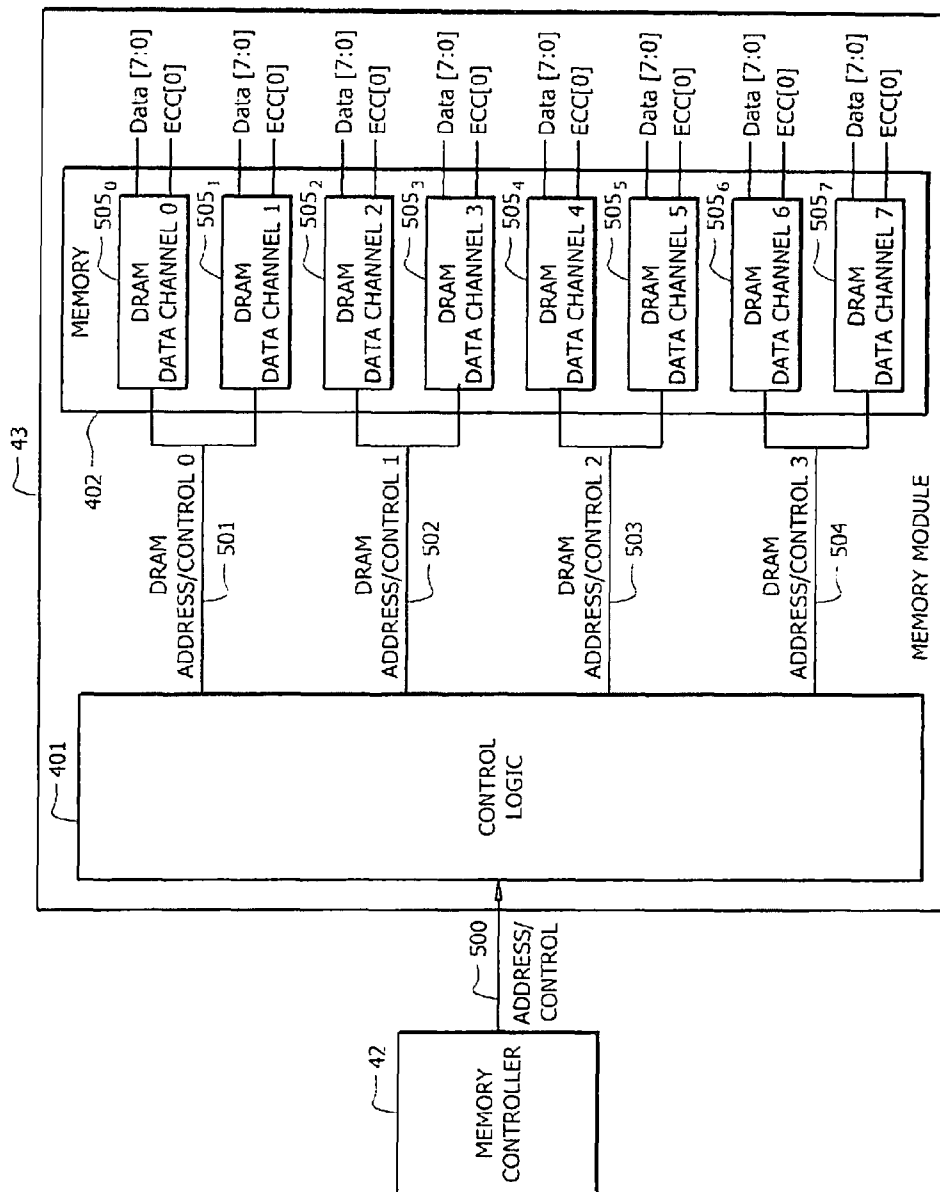 43
MEMORY
CONTROLLER
42
500
ADDRESS/
CONTROL
401
CONTROL
LOGIC
DRAM
ADDRESS/CONTROL 0
501
DRAM
ADDRESS/CONTROL 1
502
DRAM
ADDRESS/CONTROL 2
503
DRAM
ADDRESS/CONTROL 3
504
MEMORY MODULE
402
MEMORY
505₀
DRAM
DATA CHANNEL 0
Data [7:0]
ECC[0]
505₁
DRAM
DATA CHANNEL 1
Data [7:0]
ECC[0]
505₂
DRAM
DATA CHANNEL 2
Data [7:0]
ECC[0]
505₃
DRAM
DATA CHANNEL 3
Data [7:0]
ECC[0]
505₄
DRAM
DATA CHANNEL 4
Data [7:0]
ECC[0]
505₅
DRAM
DATA CHANNEL 5
Data [7:0]
ECC[0]
505₆
DRAM
DATA CHANNEL 6
Data [7:0]
ECC[0]
505₇
DRAM
DATA CHANNEL 7
Data [7:0]
ECC[0]